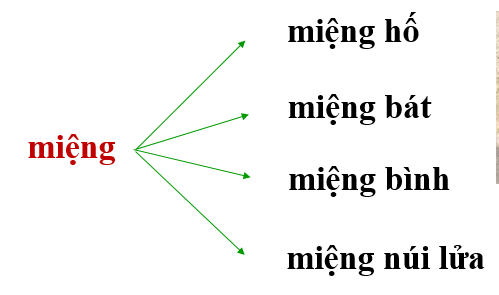 miệng
miệng hố
miệng bát
miệng bình
miệng núi lửa